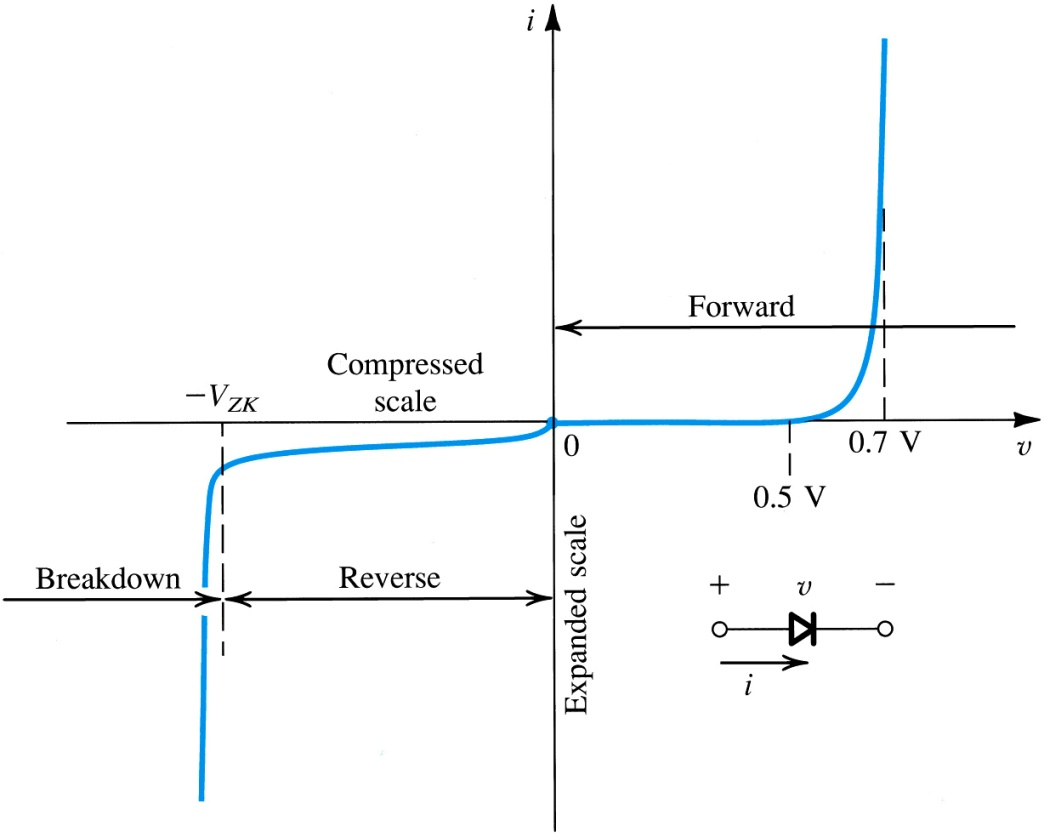 i
Forward
Compressed
scale
−V_ZK
0
0.7 V
v
0.5 V
Expanded scale
Breakdown
Reverse
+ v −
i